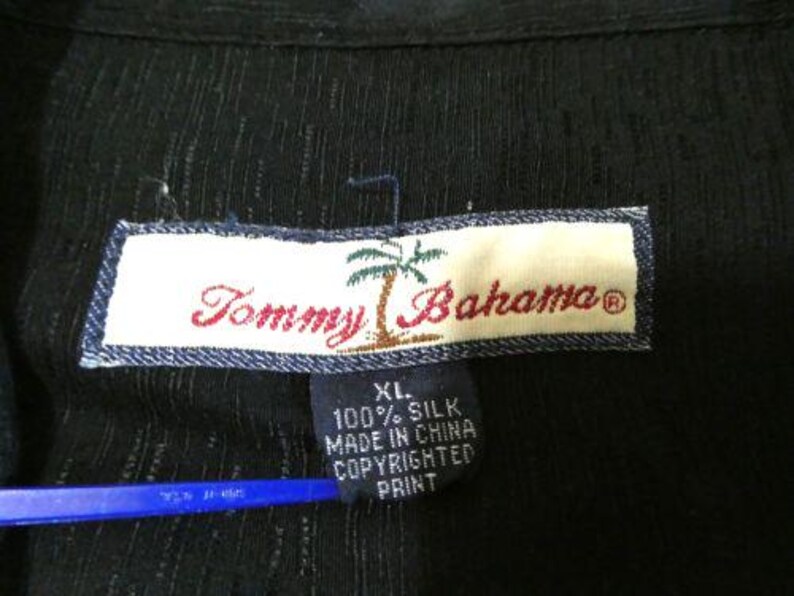 Tommy Bahama®
XL
100% SILK
MADE IN CHINA
COPYRIGHTED
PRINT